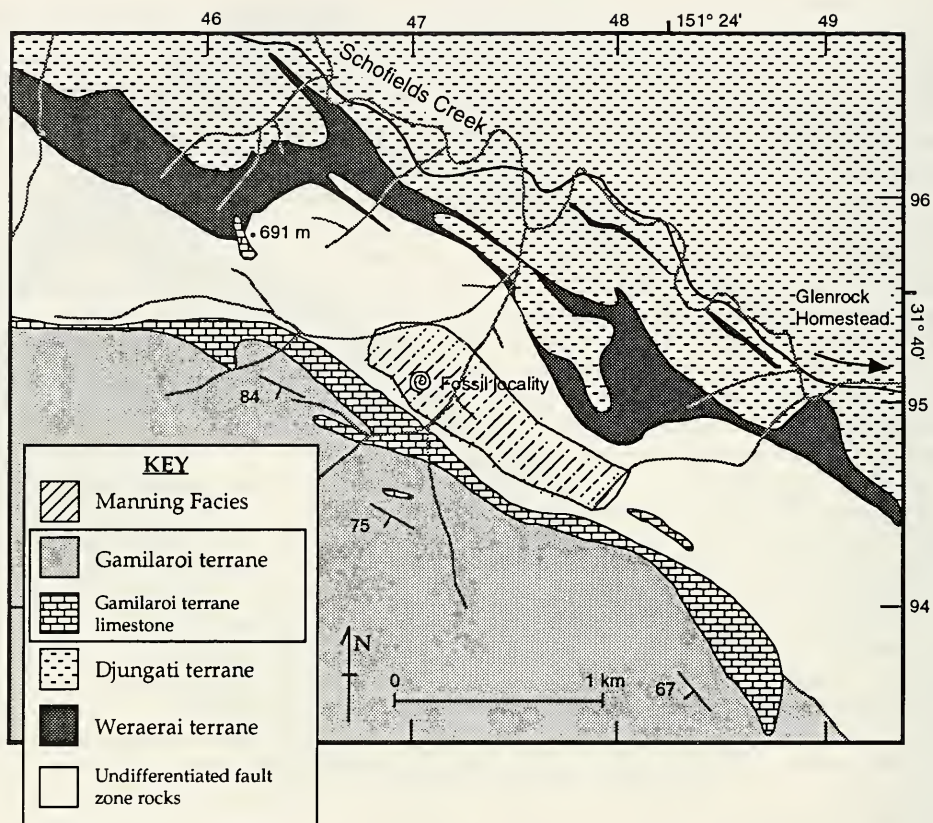 46
47
48
151° 24'
49
Schofields Creek
96
691 m
Glenrock
Homestead
31° 40'
Fossil locality
84
95
KEY
Manning Facies
75
Gamilaroi terrane
Gamilaroi terrane
limestone
94
N
Djungati terrane
0
1 km
67
Weraerai terrane
Undifferentiated fault
zone rocks